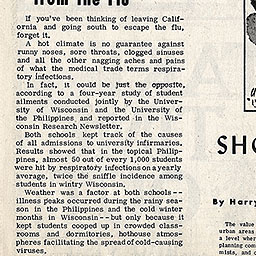 from the Flu
If you've been thinking of leaving Calif-
ornia and going south to escape the flu,
forget it.
A hot climate is no guarantee against
runny noses, sore throats, clogged sinuses
and all the other nagging aches and pains
of what the medical trade terms respira-
tory infections.
In fact, it could be just the opposite,
according to a four-year study of student
ailments conducted jointly by the Univer-
sity of Wisconsin and the University of
the Philippines and reported in the Wis-
consin Research Newsletter.
Both schools kept track of the causes
of all admissions to university infirmaries.
Results showed that in the topical Philip-
pines, almost 50 out of every 1,000 students
were hit by respiratory infections on a yearly
average, twice the sniffle incidence among
students in wintry Wisconsin.
Weather was a factor at both schools--
illness peaks occurred during the rainy sea-
son in the Philippines and the cold winter
months in Wisconsin--but only because it
kept students cooped up in crowded class-
rooms and dormitories, hothouse atmos-
pheres facilitating the spread of cold-causing
viruses.
SHO
By Harry
The value
urban areas
a level wher
planning com
mists, and o